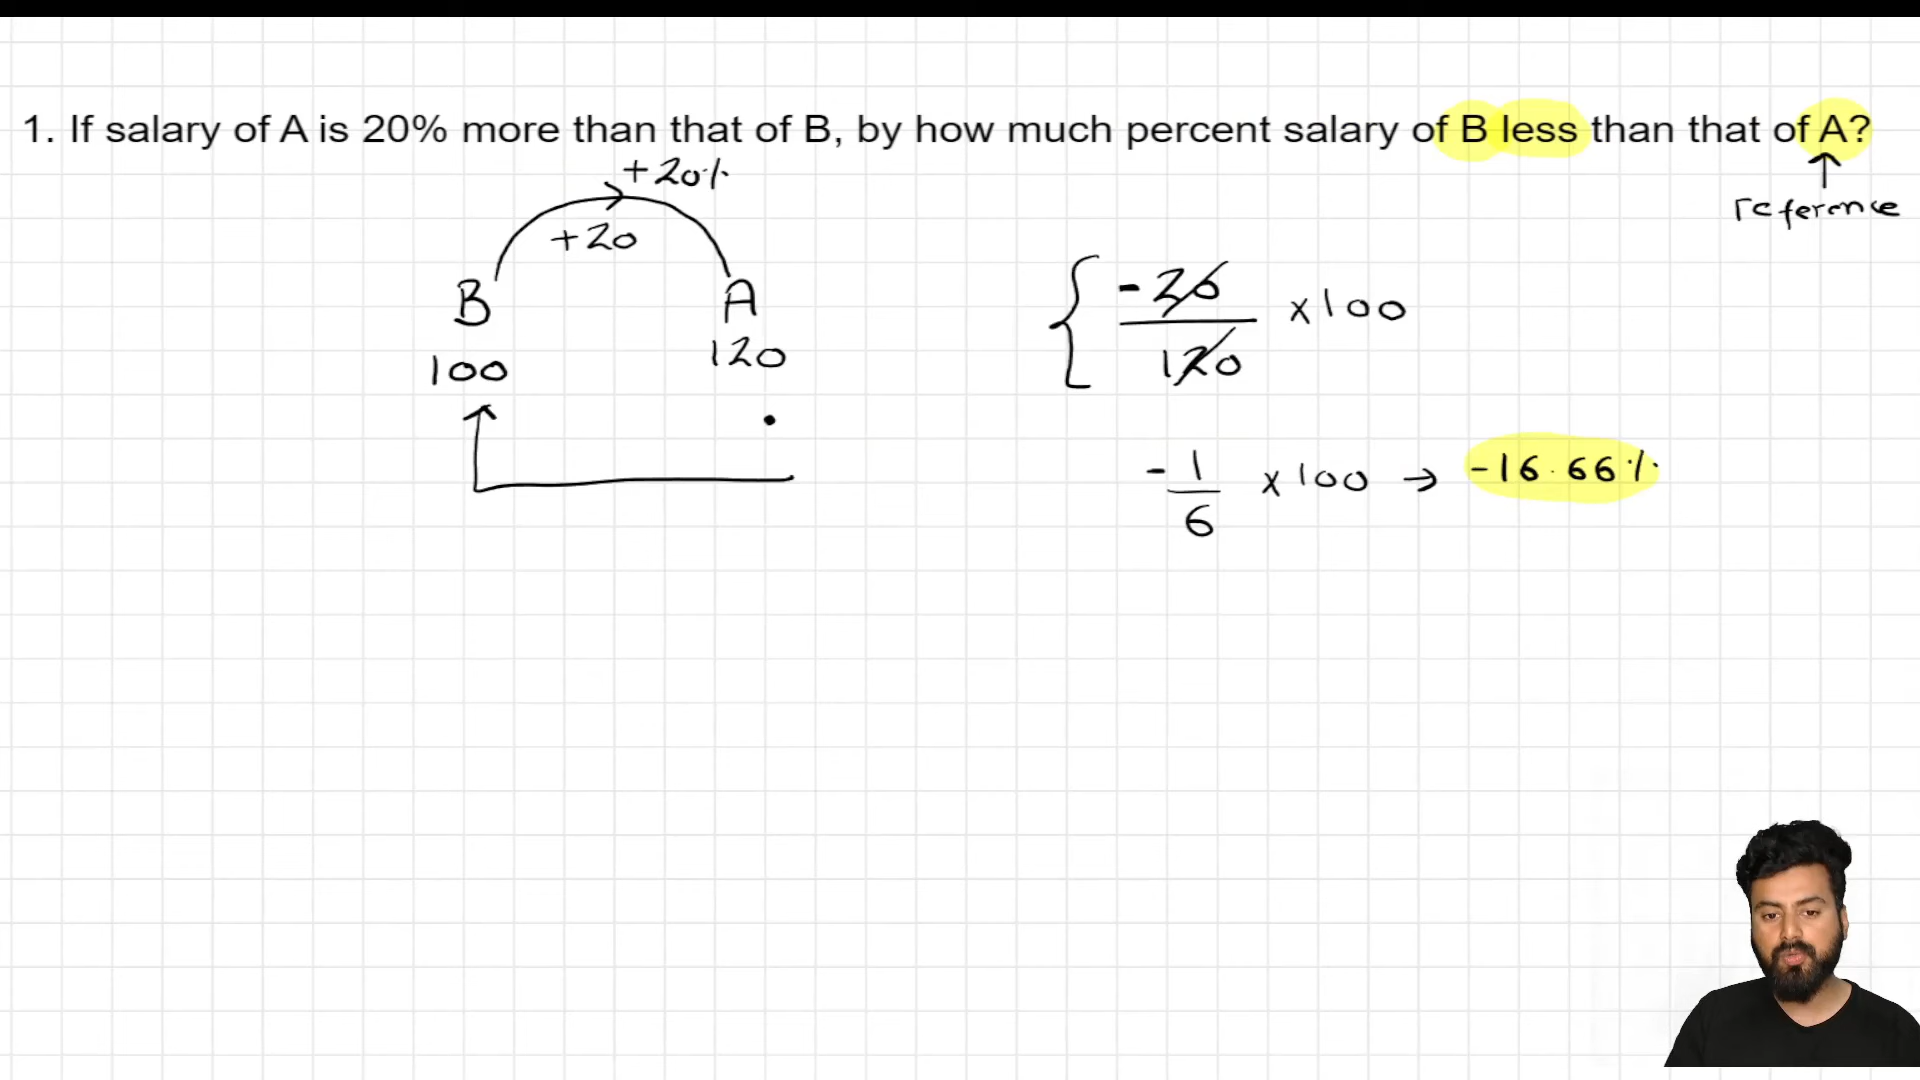 1. If salary of A is 20% more than that of B, by how much percent salary of B less than that of A?
+20%
+20
reference
B
A
100
120
-20
120
x100
-1
6
x100 → -16.66%